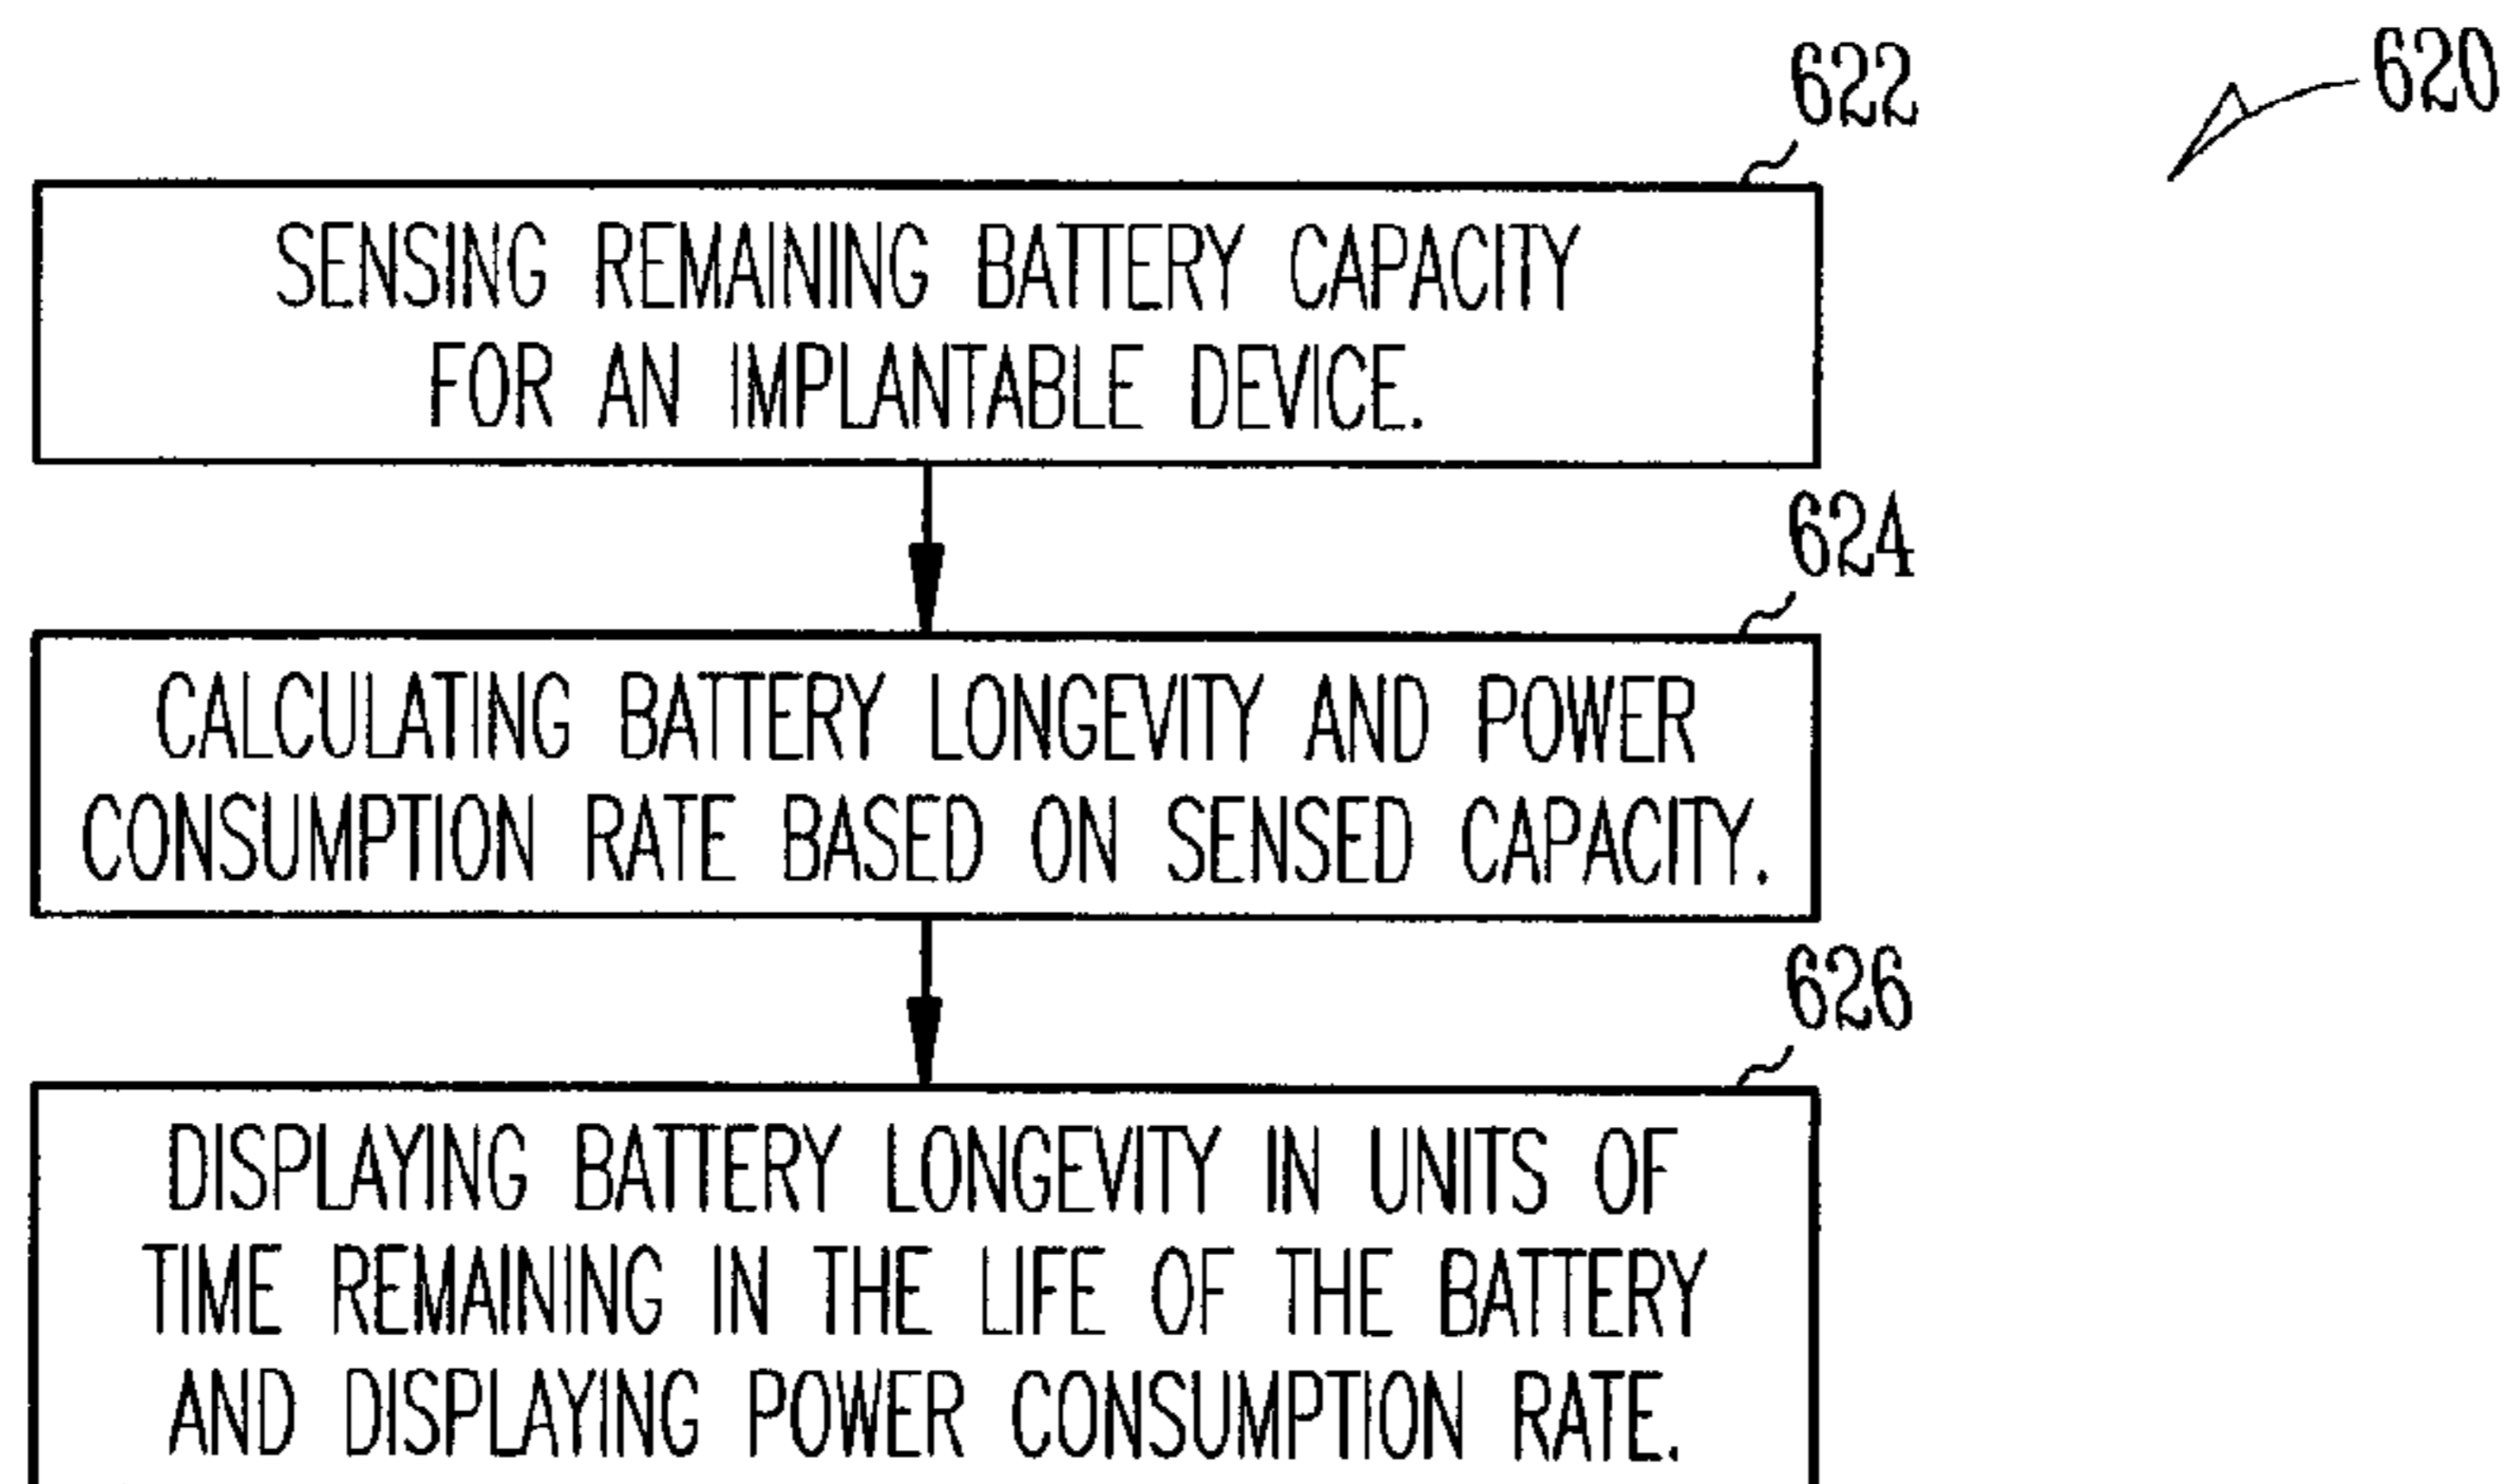 620
622
SENSING REMAINING BATTERY CAPACITY
FOR AN IMPLANTABLE DEVICE.
624
CALCULATING BATTERY LONGEVITY AND POWER
CONSUMPTION RATE BASED ON SENSED CAPACITY.
626
DISPLAYING BATTERY LONGEVITY IN UNITS OF
TIME REMAINING IN THE LIFE OF THE BATTERY
AND DISPLAYING POWER CONSUMPTION RATE.